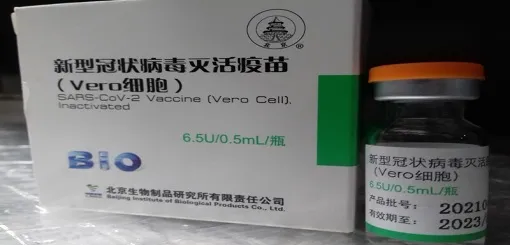 新型冠状病毒灭活疫苗
(Vero细胞)
SARS-CoV-2 Vaccine (Vero Cell),
Inactivated
6.5U/0.5mL/瓶
BIO
北京生物制品研究所有限责任公司
Beijing Institute of Biological Products Co., Ltd.
新型冠状病毒灭活
(Vero细胞)
6.5U/0.5mL/瓶
产品批号: 2021
有效期至: 2023/